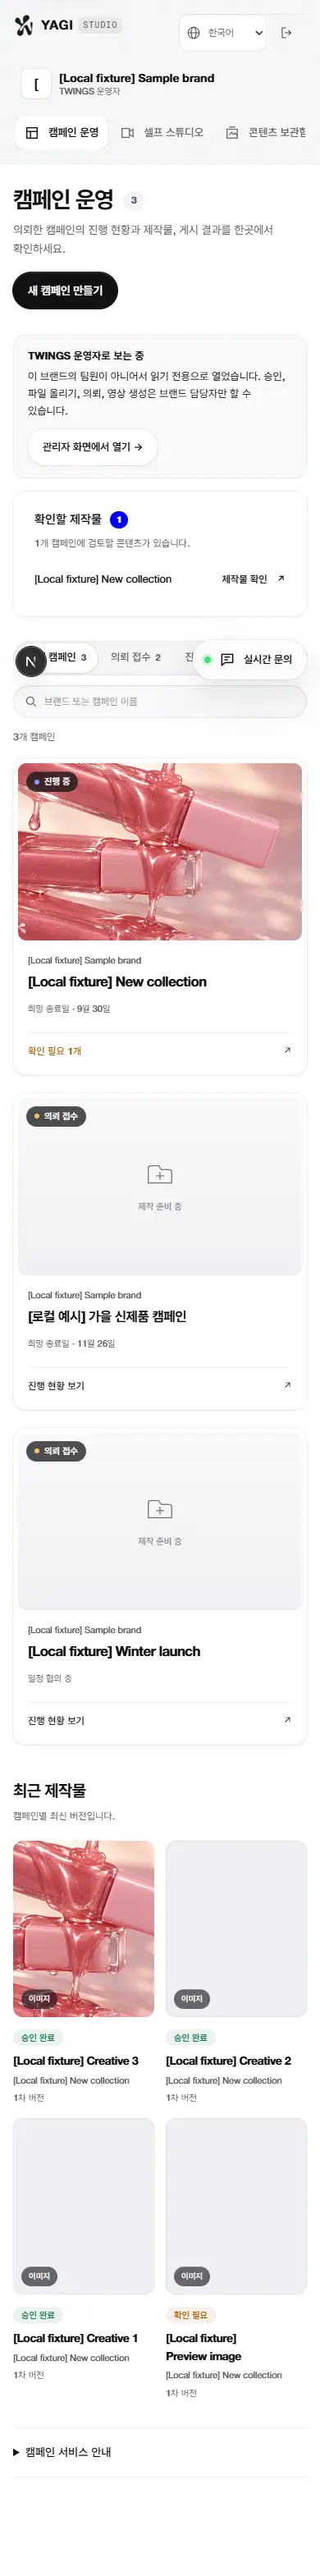 YAGI STUDIO
한국어
[
[Local fixture] Sample brand
TWINGS 운영자
캠페인 운영
셀프 스튜디오
콘텐츠 보관함
캠페인 운영 3
의뢰한 캠페인의 진행 현황과 제작물, 게시 결과를 한곳에서
확인하세요.
새 캠페인 만들기
TWINGS 운영자로 보는 중
이 브랜드의 팀원이 아니어서 읽기 전용으로 열었습니다. 승인,
파일 올리기, 의뢰, 영상 생성은 브랜드 담당자만 할 수
있습니다.
관리자 화면에서 열기 →
확인할 제작물 1
1개 캠페인에 검토할 콘텐츠가 있습니다.
[Local fixture] New collection
제작물 확인 ↗
N
캠페인 3
의뢰 접수 2
진
실시간 문의
브랜드 또는 캠페인 이름
3개 캠페인
진행 중
[Local fixture] Sample brand
[Local fixture] New collection
희망 종료일 · 9월 30일
확인 필요 1개 ↗
의뢰 접수
제작 준비 중
[Local fixture] Sample brand
[로컬 예시] 가을 신제품 캠페인
희망 종료일 · 11월 26일
진행 현황 보기 ↗
의뢰 접수
제작 준비 중
[Local fixture] Sample brand
[Local fixture] Winter launch
일정 협의 중
진행 현황 보기 ↗
최근 제작물
캠페인별 최신 버전입니다.
이미지
승인 완료
[Local fixture] Creative 3
[Local fixture] New collection
1차 버전
이미지
승인 완료
[Local fixture] Creative 2
[Local fixture] New collection
1차 버전
이미지
승인 완료
[Local fixture] Creative 1
[Local fixture] New collection
1차 버전
이미지
확인 필요
[Local fixture]
Preview image
[Local fixture] New collection
1차 버전
▶ 캠페인 서비스 안내